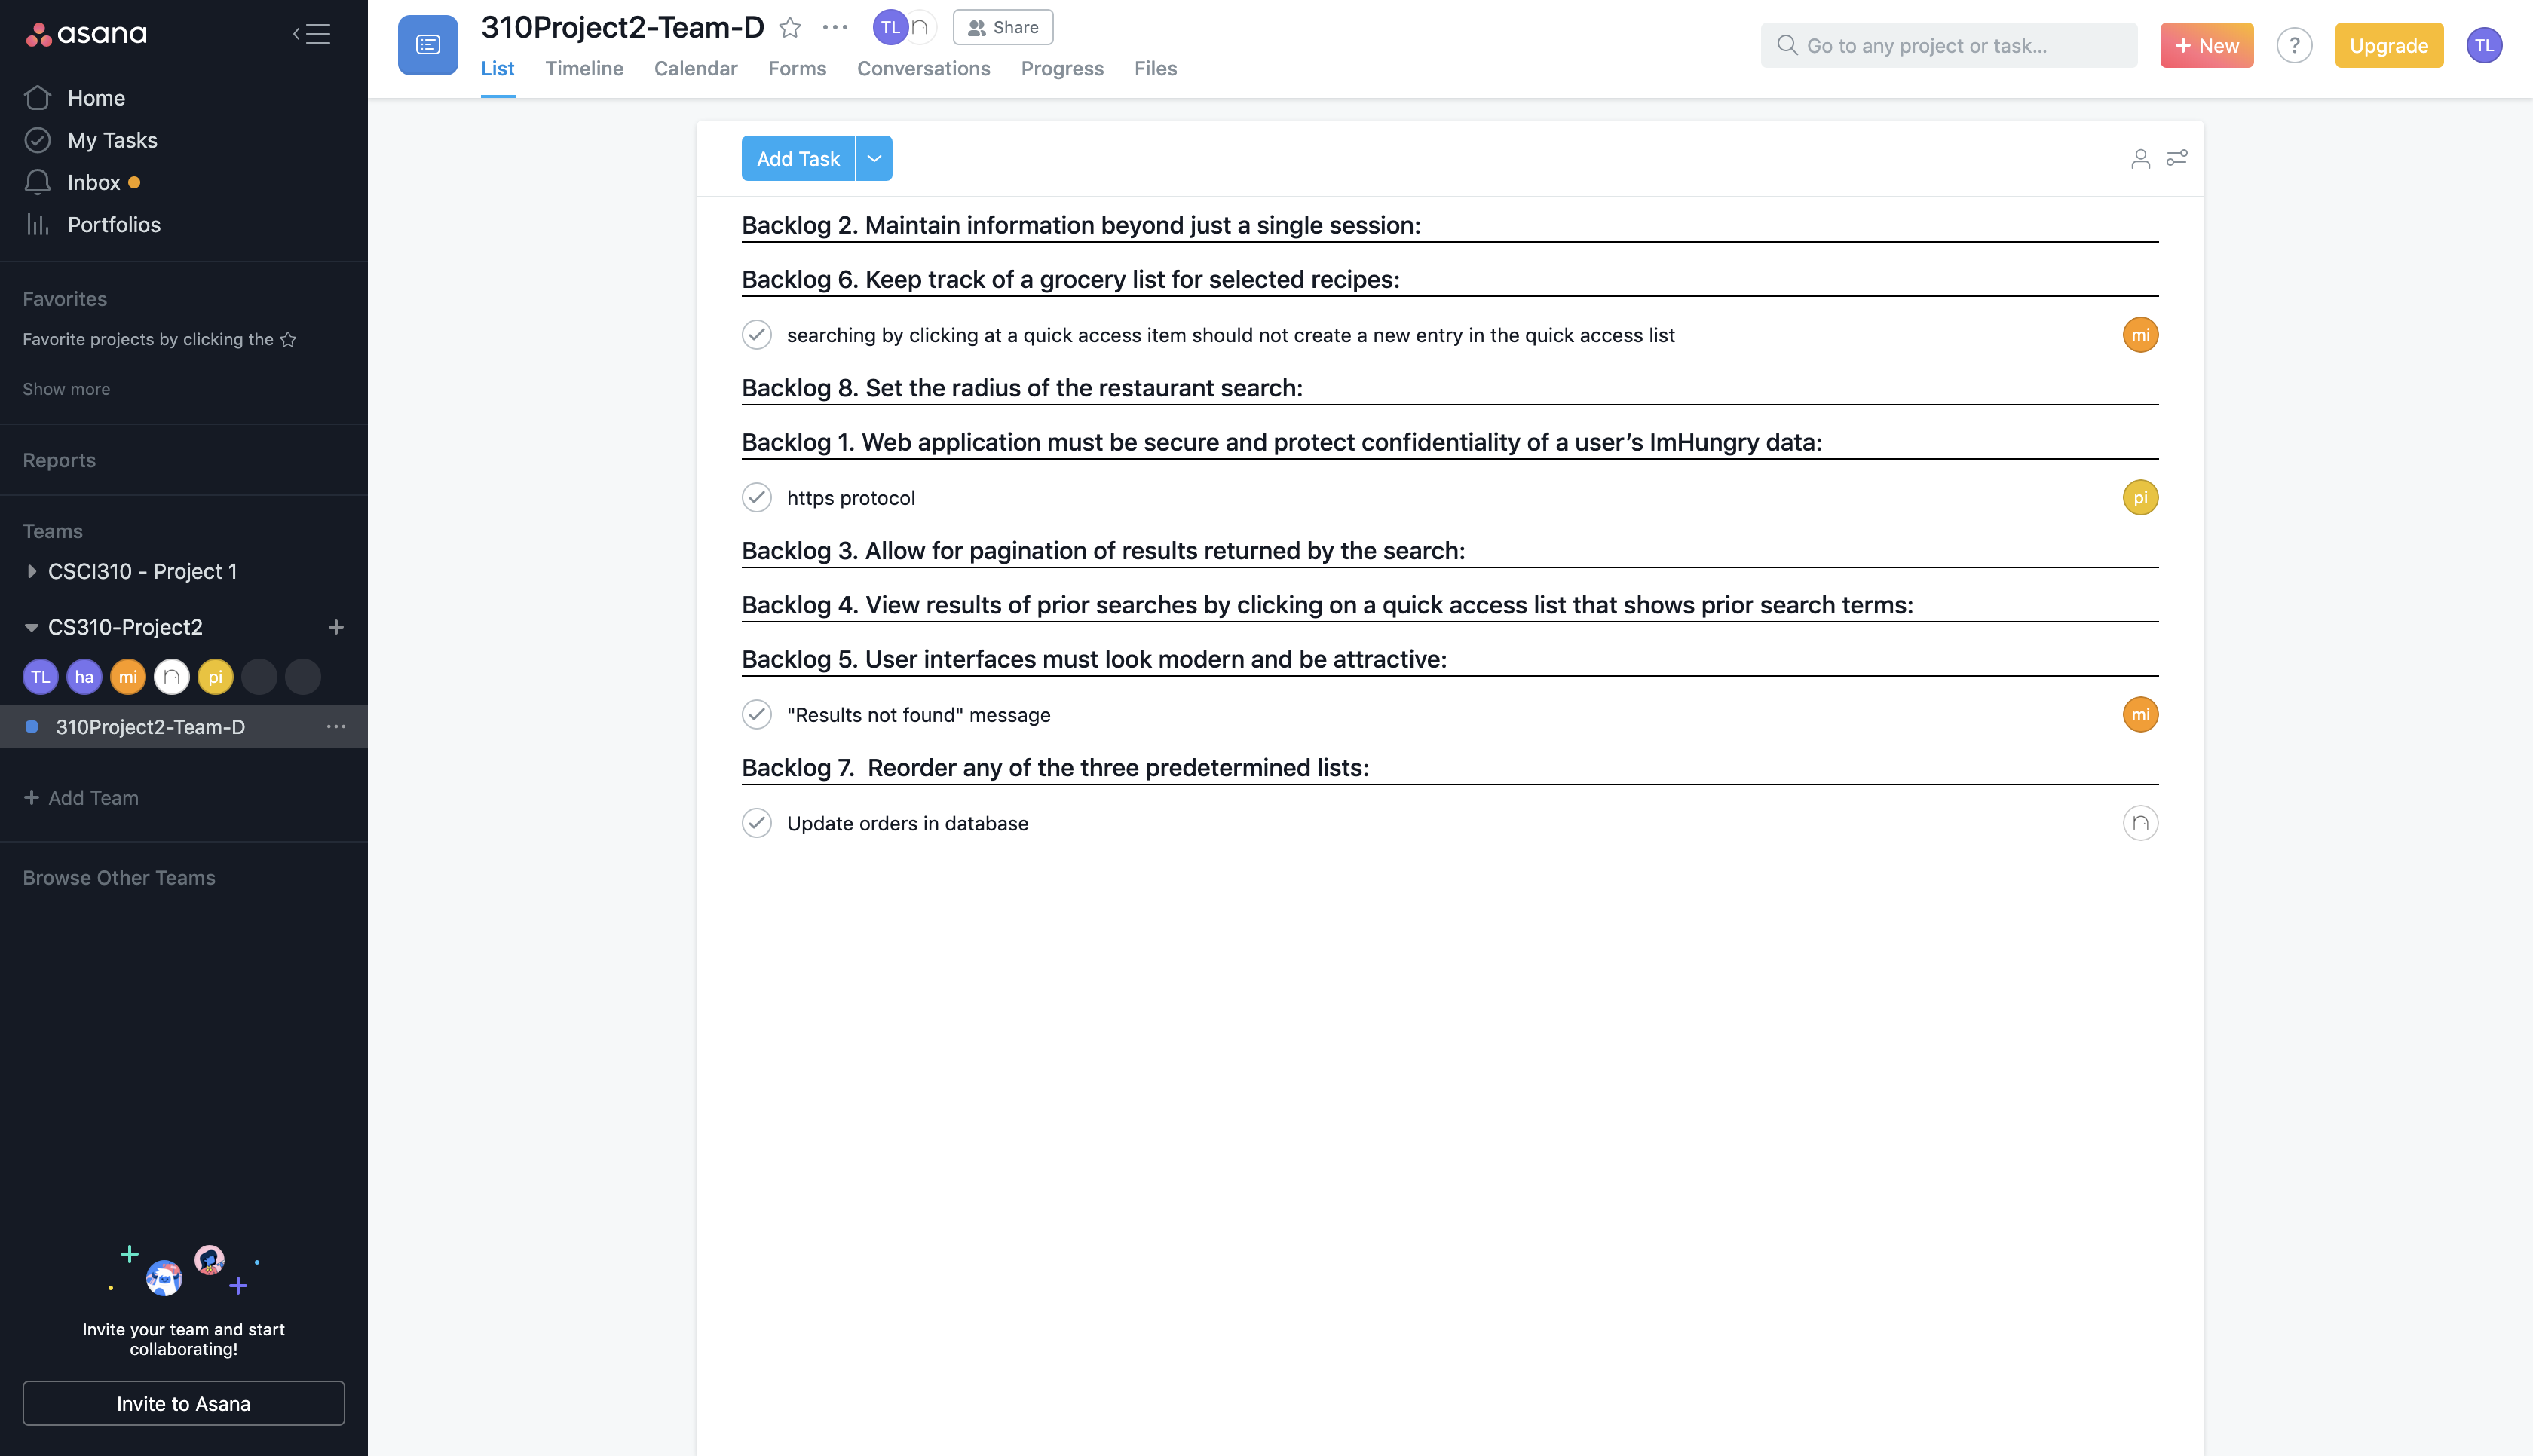 asana
Home
My Tasks
Inbox
Portfolios
Favorites
Favorite projects by clicking the
Show more
Reports
Teams
CSCI310 - Project 1
CS310-Project2
TL ha mi n pi
310Project2-Team-D
Add Team
Browse Other Teams
Invite your team and start
collaborating!
Invite to Asana
310Project2-Team-D TL n Share
List Timeline Calendar Forms Conversations Progress Files
Go to any project or task...
+ New ? Upgrade TL
Add Task
Backlog 2. Maintain information beyond just a single session:
Backlog 6. Keep track of a grocery list for selected recipes:
searching by clicking at a quick access item should not create a new entry in the quick access list mi
Backlog 8. Set the radius of the restaurant search:
Backlog 1. Web application must be secure and protect confidentiality of a user’s ImHungry data:
https protocol pi
Backlog 3. Allow for pagination of results returned by the search:
Backlog 4. View results of prior searches by clicking on a quick access list that shows prior search terms:
Backlog 5. User interfaces must look modern and be attractive:
"Results not found" message mi
Backlog 7.  Reorder any of the three predetermined lists:
Update orders in database n